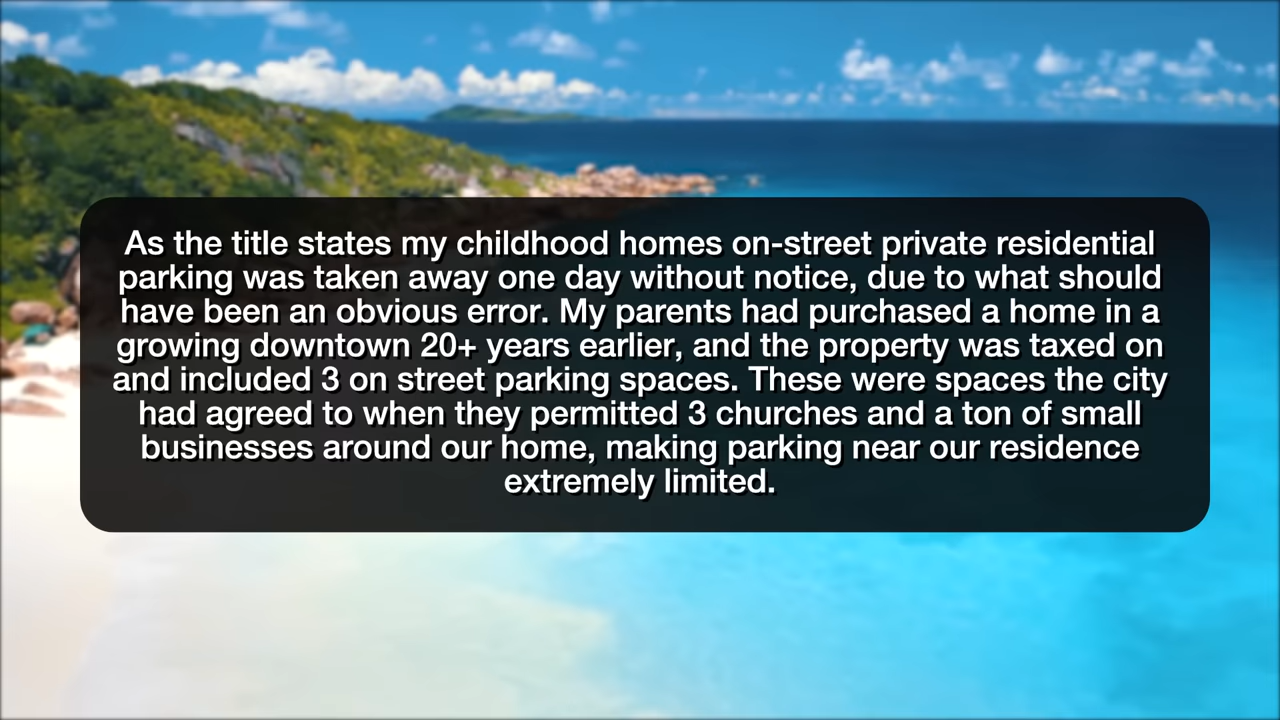 As the title states my childhood homes on-street private residential
parking was taken away one day without notice, due to what should
have been an obvious error. My parents had purchased a home in a
growing downtown 20+ years earlier, and the property was taxed on
and included 3 on street parking spaces. These were spaces the city
had agreed to when they permitted 3 churches and a ton of small
businesses around our home, making parking near our residence
extremely limited.